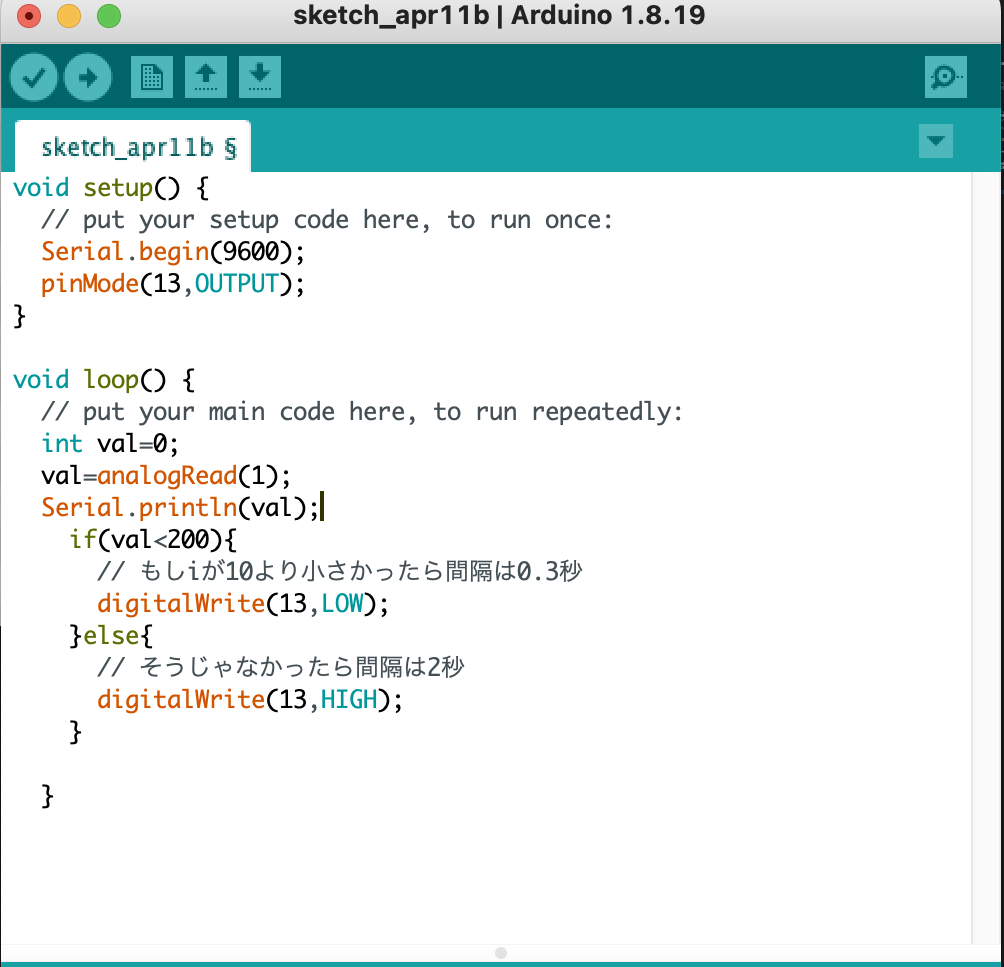 sketch_apr11b | Arduino 1.8.19
sketch_apr11b §
void setup() {
  // put your setup code here, to run once:
  Serial.begin(9600);
  pinMode(13,OUTPUT);
}
void loop() {
  // put your main code here, to run repeatedly:
  int val=0;
  val=analogRead(1);
  Serial.println(val);
    if(val<200){
      // もしiが10より小さかったら間隔は0.3秒
      digitalWrite(13,LOW);
    }else{
      // そうじゃなかったら間隔は2秒
      digitalWrite(13,HIGH);
    }
  }